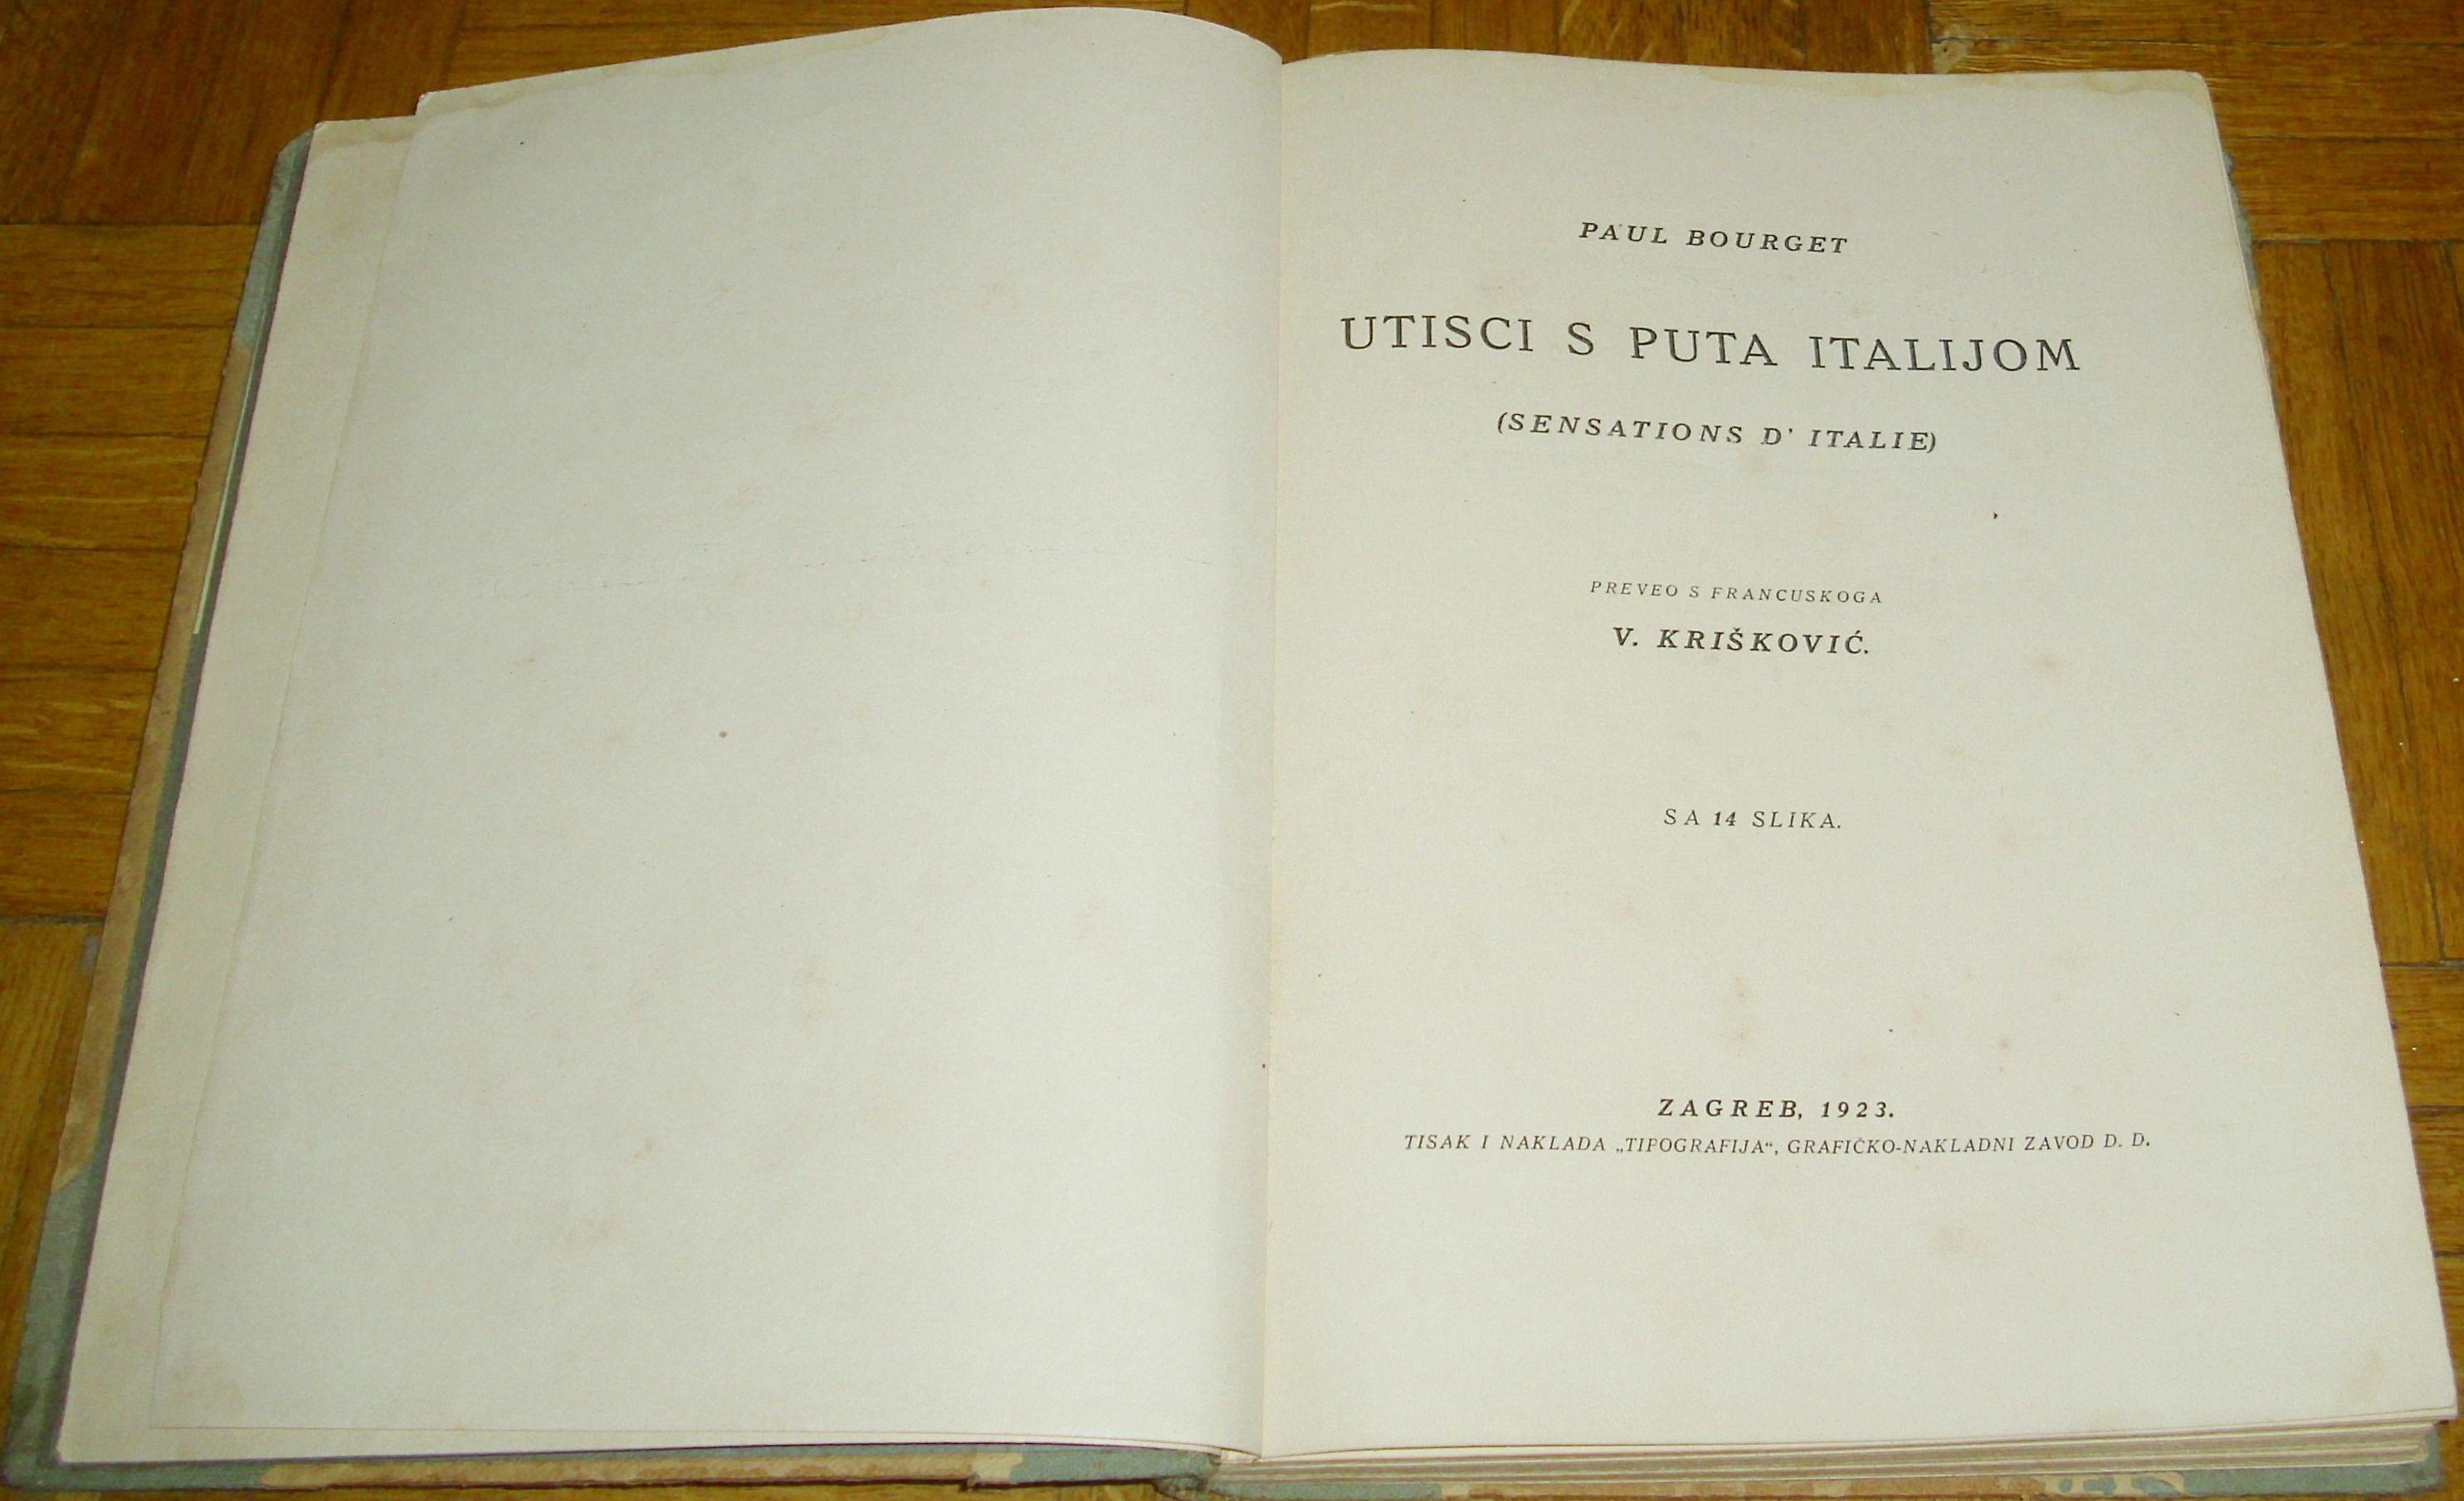 PAUL BOURGET
UTISCI S PUTA ITALIJOM
(SENSATIONS D' ITALIE)
PREVEO S FRANCUSKOGA
V. KRIŠKOVIĆ.
SA 14 SLIKA.
ZAGREB, 1923.
TISAK I NAKLADA „TIPOGRAFIJA“, GRAFIČKO-NAKLADNI ZAVOD D. D.